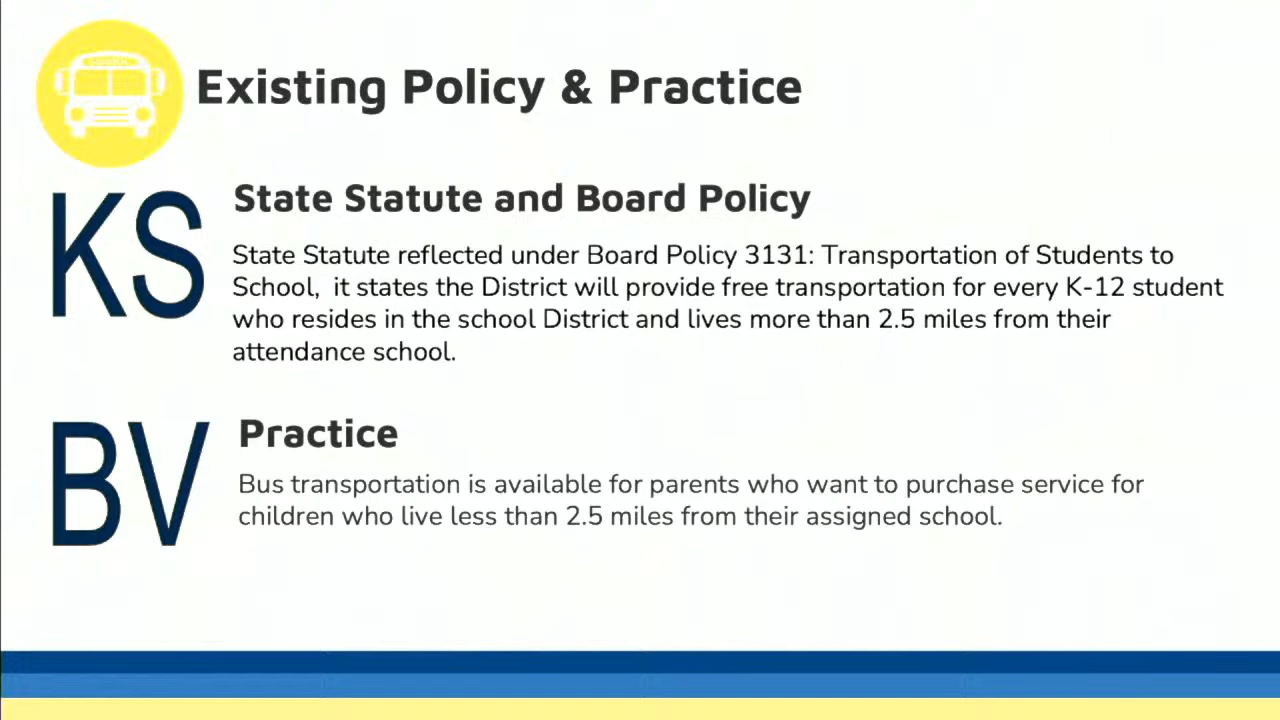 Existing Policy & Practice
KS
State Statute and Board Policy
State Statute reflected under Board Policy 3131: Transportation of Students to
School, it states the District will provide free transportation for every K-12 student
who resides in the school District and lives more than 2.5 miles from their
attendance school.
BV
Practice
Bus transportation is available for parents who want to purchase service for
children who live less than 2.5 miles from their assigned school.